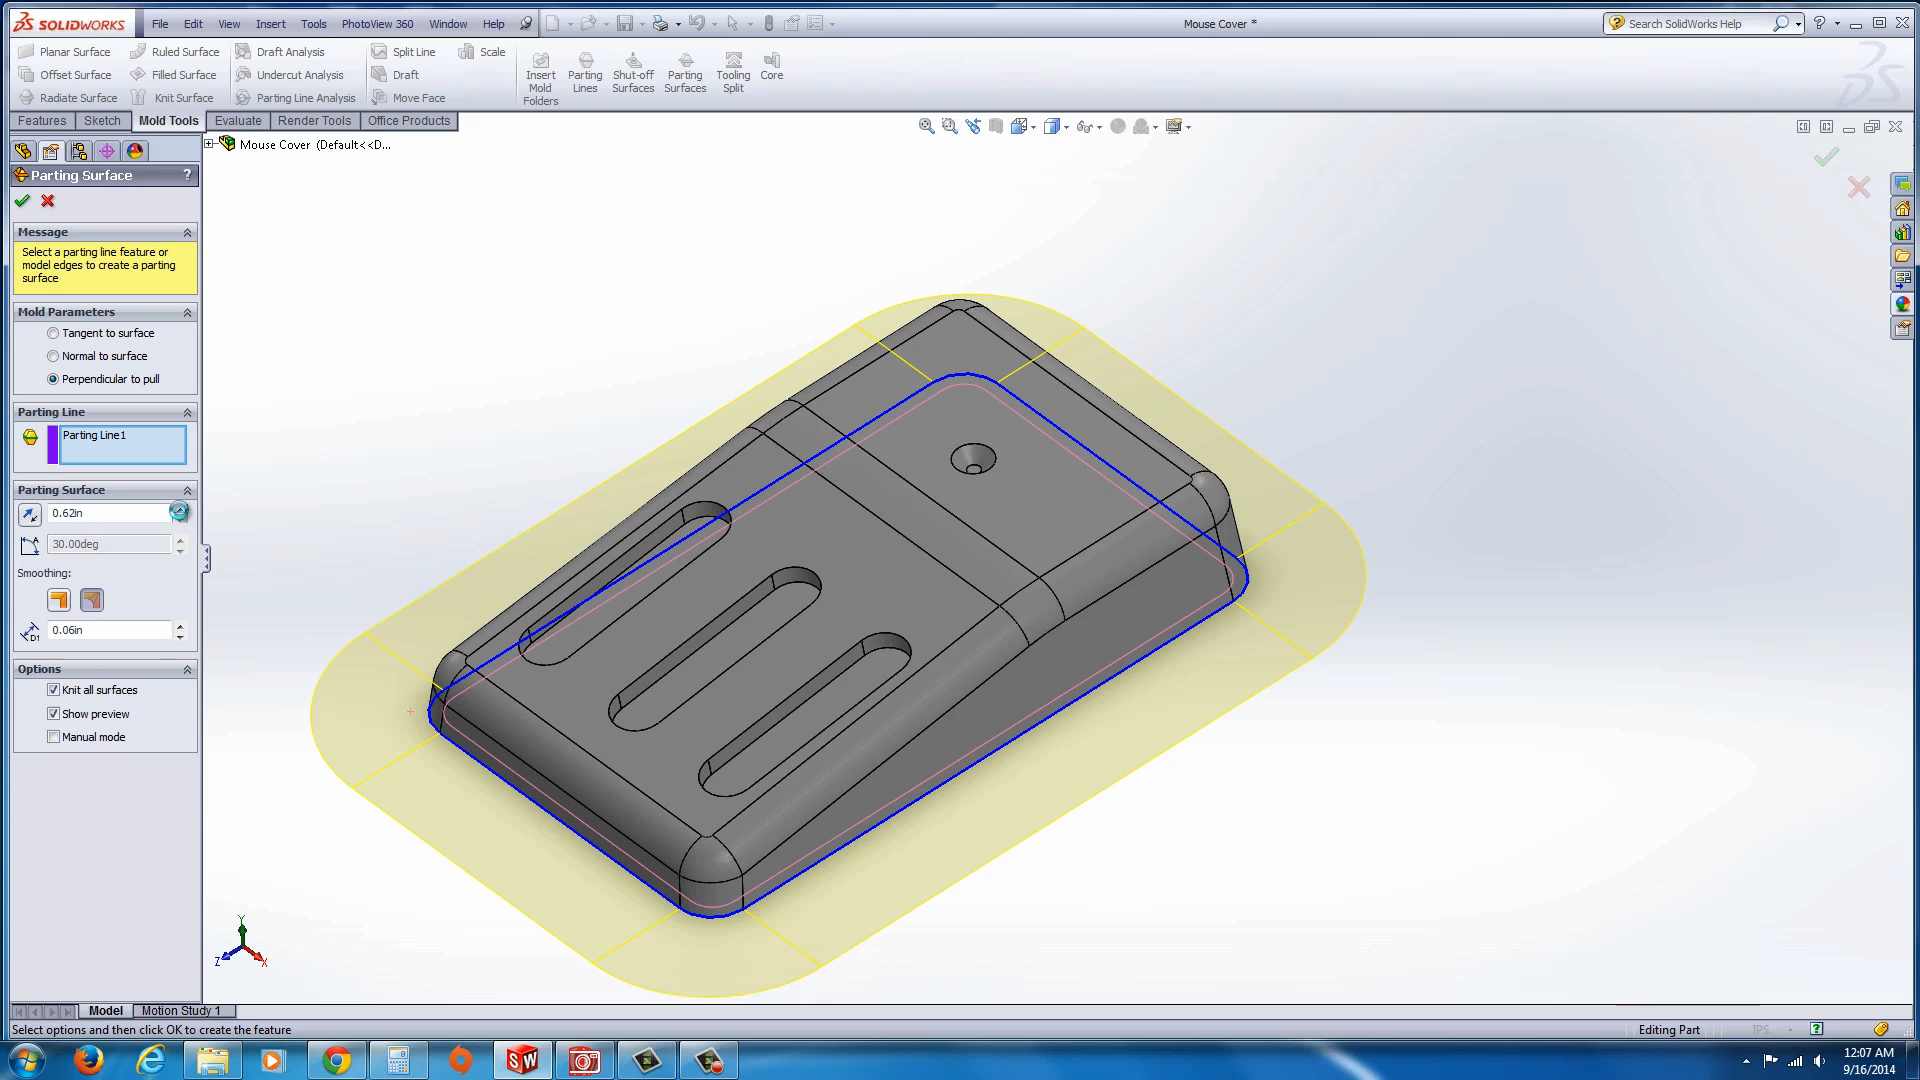 SOLIDWORKS File Edit View Insert Tools PhotoView 360 Window Help Mouse Cover * Search SolidWorks Help
Planar Surface Ruled Surface Draft Analysis Split Line Scale
Offset Surface Filled Surface Undercut Analysis Draft
Radiate Surface Knit Surface Parting Line Analysis Move Face
Insert Mold Folders Parting Lines Shut-off Surfaces Parting Surfaces Tooling Split Core
Features Sketch Mold Tools Evaluate Render Tools Office Products
Mouse Cover (Default<<D...
Parting Surface ?
Message
Select a parting line feature or
model edges to create a parting
surface
Mold Parameters
Tangent to surface
Normal to surface
Perpendicular to pull
Parting Line
Parting Line1
Parting Surface
0.62in
30.00deg
Smoothing:
0.06in
Options
Knit all surfaces
Show preview
Manual mode
Y
Z X
Model Motion Study 1
Select options and then click OK to create the feature Editing Part IPS
12:07 AM
9/16/2014